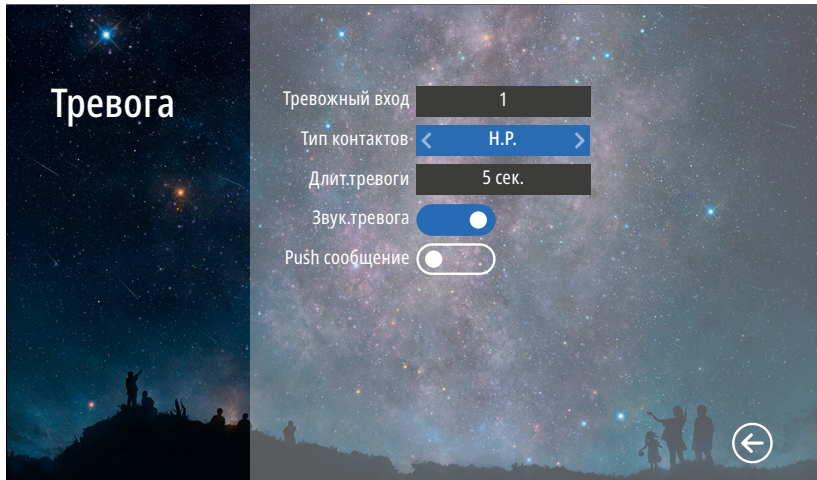 Тревога
Тревожный вход 1
Тип контактов Н.Р.
Длит.тревоги 5 сек.
Звук.тревога
Push сообщение